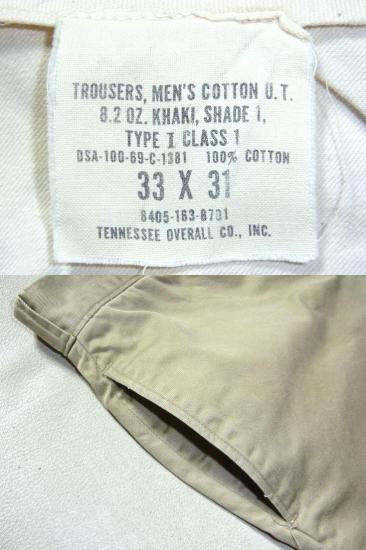 TROUSERS, MEN'S COTTON U.T.
8.2 OZ. KHAKI, SHADE 1,
TYPE I CLASS 1
DSA-100-69-C-1381 100% COTTON
33 X 31
8405-163-8701
TENNESSEE OVERALL CO., INC.